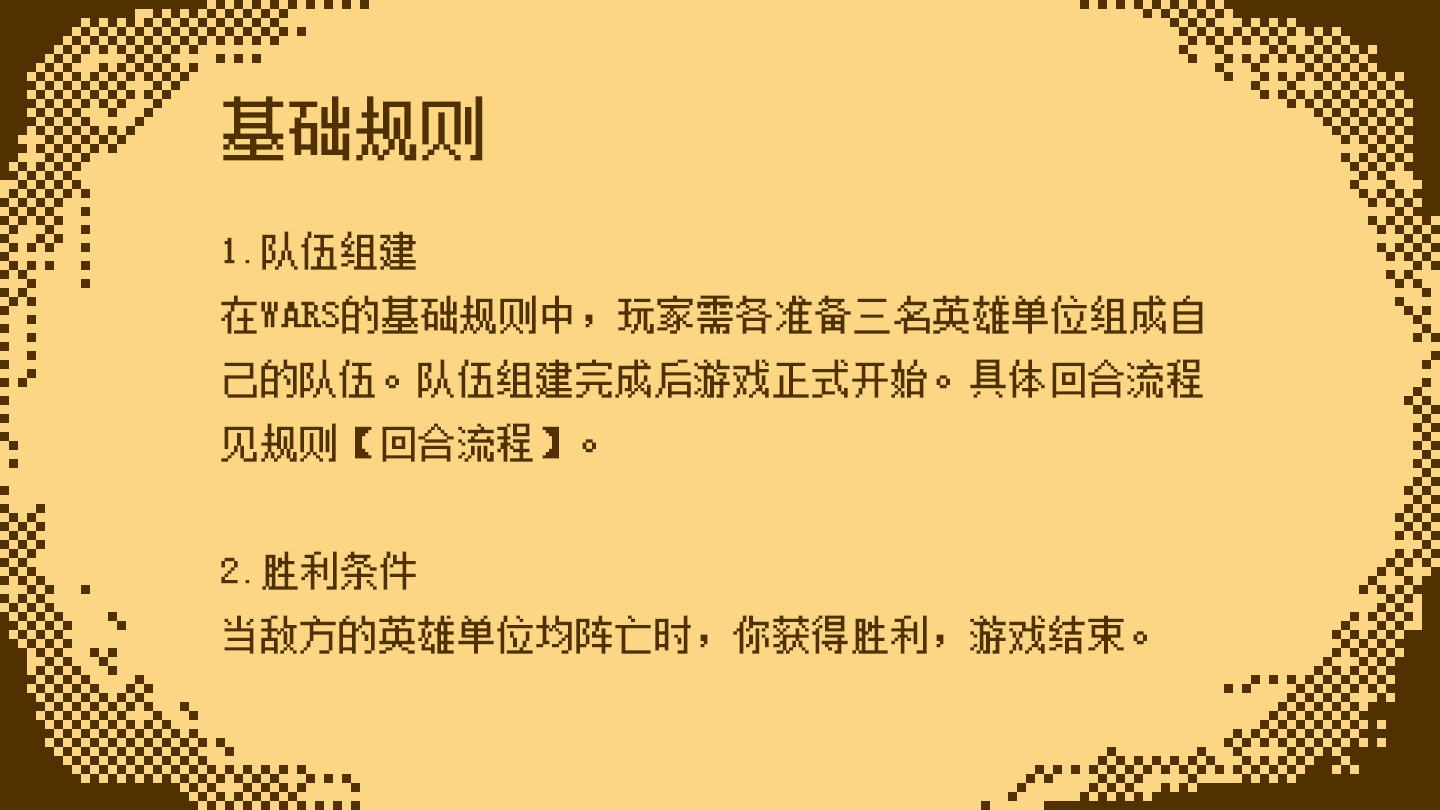 基础规则
1.队伍组建
在WARS的基础规则中，玩家需各准备三名英雄单位组成自
己的队伍。队伍组建完成后游戏正式开始。具体回合流程
见规则【回合流程】。
2.胜利条件
当敌方的英雄单位均阵亡时，你获得胜利，游戏结束。